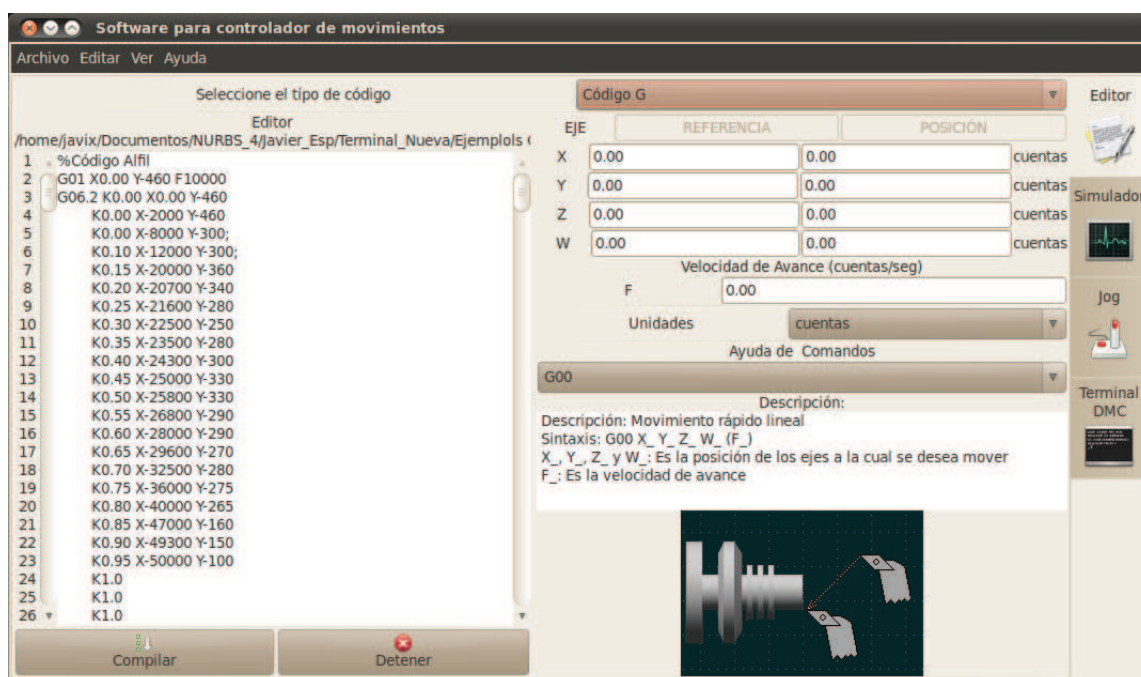 Software para controlador de movimientos
Archivo Editar Ver Ayuda
Seleccione el típo de código
Código G
Editor
/home/javix/Documentos/NURBS_4/Javier_Esp/Terminal_Nueva/Ejemplols
1 %Código Alfil
2 G01 X0.00 Y-460 F10000
3 G06.2 K0.00 X0.00 Y-460
4 K0.00 X-2000 Y-460
5 K0.00 X-8000 Y-300;
6 K0.10 X-12000 Y-300;
7 K0.15 X-20000 Y-360
8 K0.20 X-20700 Y-340
9 K0.25 X-21600 Y-280
10 K0.30 X-22500 Y-250
11 K0.35 X-23500 Y-280
12 K0.40 X-24300 Y-300
13 K0.45 X-25000 Y-330
14 K0.50 X-25800 Y-330
15 K0.55 X-26800 Y-290
16 K0.60 X-28000 Y-290
17 K0.65 X-29600 Y-270
18 K0.70 X-32500 Y-280
19 K0.75 X-36000 Y-275
20 K0.80 X-40000 Y-265
21 K0.85 X-47000 Y-160
22 K0.90 X-49300 Y-150
23 K0.95 X-50000 Y-100
24 K1.0
25 K1.0
26 K1.0
Compilar Detener
EJE REFERENCIA POSICIÓN
X 0.00 0.00 cuentas
Y 0.00 0.00 cuentas
Z 0.00 0.00 cuentas
W 0.00 0.00 cuentas
Velocidad de Avance (cuentas/seg)
F 0.00
Unidades cuentas
Ayuda de Comandos
G00
Descripción:
Descripción: Movimiento rápido lineal
Sintaxis: G00 X_ Y_ Z_ W_ (F_)
X_, Y_, Z_ y W_: Es la posición de los ejes a la cual se desea mover
F_: Es la velocidad de avance
Editor
Simulador
Jog
Terminal
DMC